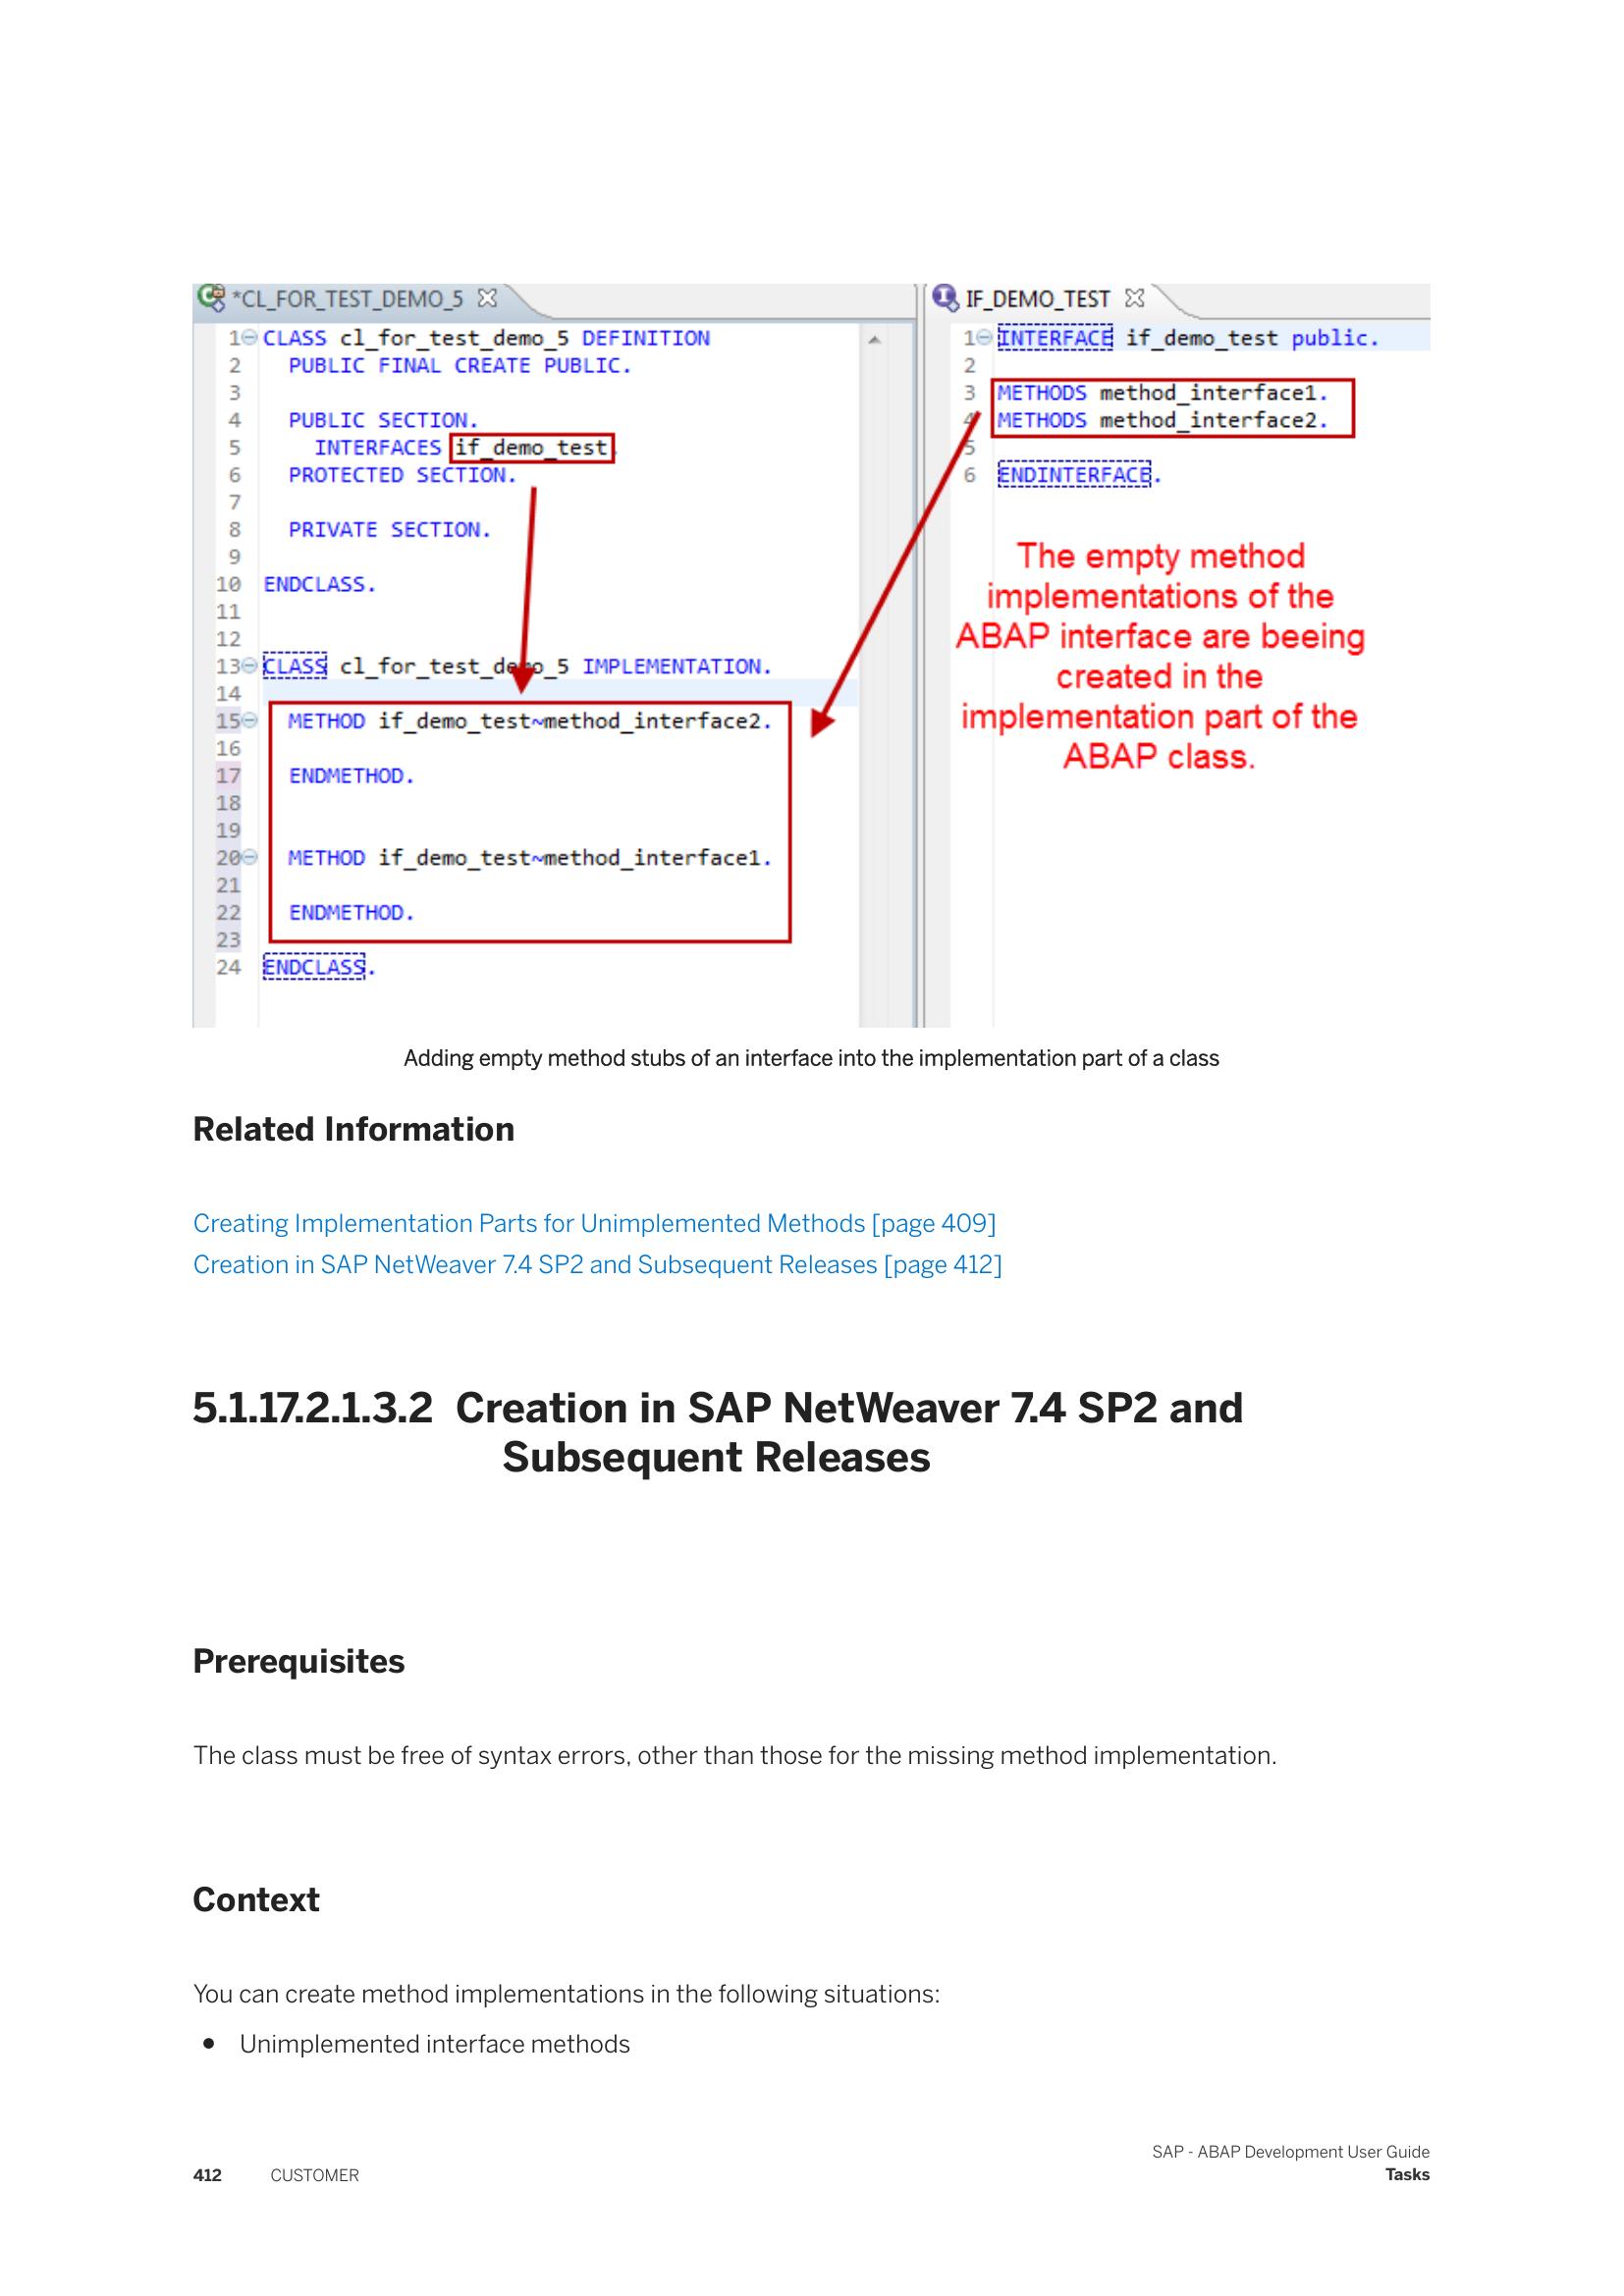 *CL_FOR_TEST_DEMO_5
1 CLASS cl_for_test_demo_5 DEFINITION
2 PUBLIC FINAL CREATE PUBLIC.
3
4 PUBLIC SECTION.
5 INTERFACES if_demo_test.
6 PROTECTED SECTION.
7
8 PRIVATE SECTION.
9
10 ENDCLASS.
11
12
13 CLASS cl_for_test_demo_5 IMPLEMENTATION.
14
15 METHOD if_demo_test~method_interface2.
16
17 ENDMETHOD.
18
19
20 METHOD if_demo_test~method_interface1.
21
22 ENDMETHOD.
23
24 ENDCLASS.
IF_DEMO_TEST
1 INTERFACE if_demo_test public.
2
3 METHODS method_interface1.
4 METHODS method_interface2.
5
6 ENDINTERFACE.
The empty method
implementations of the
ABAP interface are beeing
created in the
implementation part of the
ABAP class.
Adding empty method stubs of an interface into the implementation part of a class
Related Information
Creating Implementation Parts for Unimplemented Methods [page 409]
Creation in SAP NetWeaver 7.4 SP2 and Subsequent Releases [page 412]
5.1.17.2.1.3.2 Creation in SAP NetWeaver 7.4 SP2 and
Subsequent Releases
Prerequisites
The class must be free of syntax errors, other than those for the missing method implementation.
Context
You can create method implementations in the following situations:
● Unimplemented interface methods
SAP - ABAP Development User Guide
412 CUSTOMER Tasks